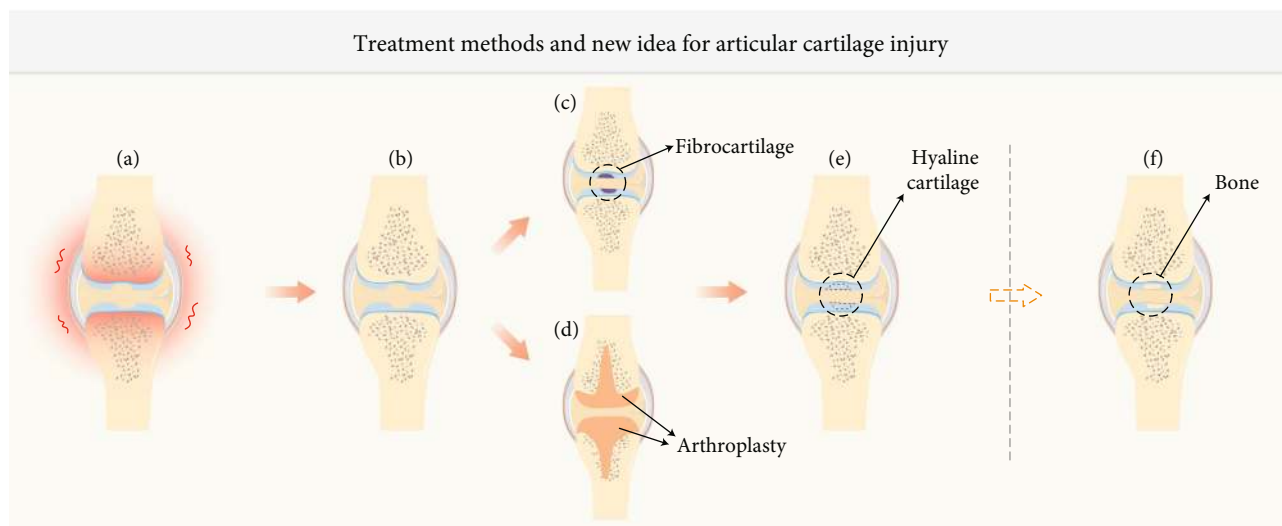 Treatment methods and new idea for articular cartilage injury
(a)
(b)
(c)
Fibrocartilage
(d)
Arthroplasty
(e)
Hyaline
cartilage
(f)
Bone